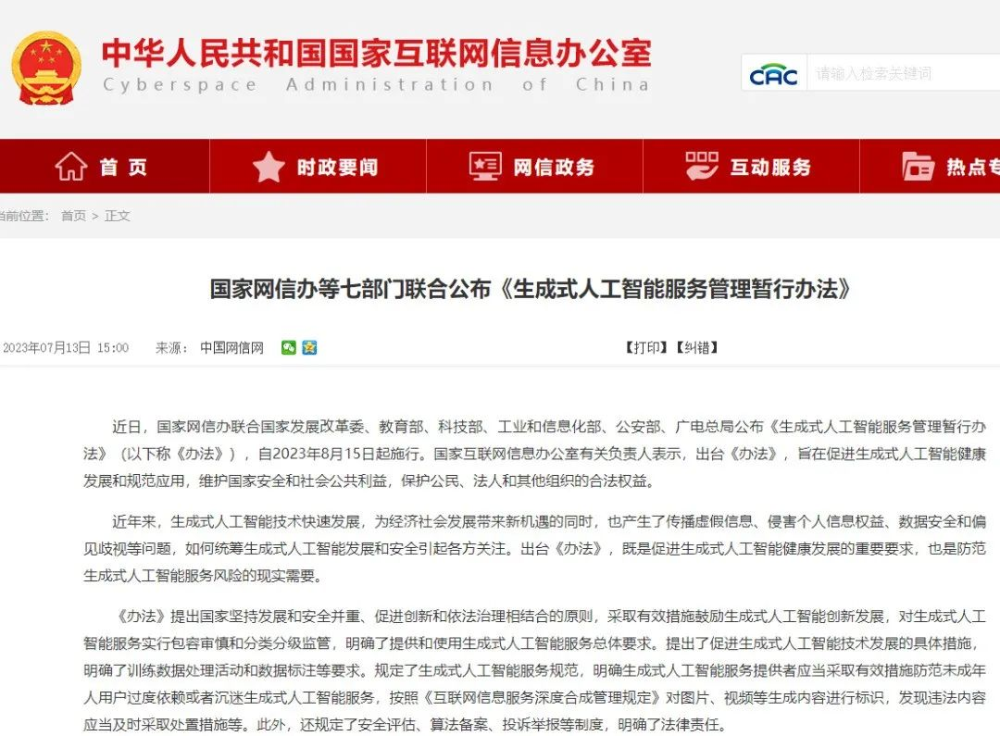 中华人民共和国国家互联网信息办公室
Cyberspace Administration of China
CAC
请输入检索关键词
首 页
时政要闻
网信政务
互动服务
热点专
当前位置： 首页 > 正文
国家网信办等七部门联合公布《生成式人工智能服务管理暂行办法》
2023年07月13日 15:00 来源： 中国网信网
【打印】【纠错】
近日，国家网信办联合国家发展改革委、教育部、科技部、工业和信息化部、公安部、广电总局公布《生成式人工智能服务管理暂行办
法》（以下称《办法》），自2023年8月15日起施行。国家互联网信息办公室有关负责人表示，出台《办法》，旨在促进生成式人工智能健康
发展和规范应用，维护国家安全和社会公共利益，保护公民、法人和其他组织的合法权益。
近年来，生成式人工智能技术快速发展，为经济社会发展带来新机遇的同时，也产生了传播虚假信息、侵害个人信息权益、数据安全和偏
见歧视等问题，如何统筹生成式人工智能发展和安全引起各方关注。出台《办法》，既是促进生成式人工智能健康发展的重要要求，也是防范
生成式人工智能服务风险的现实需要。
《办法》提出国家坚持发展和安全并重、促进创新和依法治理相结合的原则，采取有效措施鼓励生成式人工智能创新发展，对生成式人工
智能服务实行包容审慎和分类分级监管，明确了提供和使用生成式人工智能服务总体要求。提出了促进生成式人工智能技术发展的具体措施，
明确了训练数据处理活动和数据标注等要求。规定了生成式人工智能服务规范，明确生成式人工智能服务提供者应当采取有效措施防范未成年
人用户过度依赖或者沉迷生成式人工智能服务，按照《互联网信息服务深度合成管理规定》对图片、视频等生成内容进行标识，发现违法内容
应当及时采取处置措施等。此外，还规定了安全评估、算法备案、投诉举报等制度，明确了法律责任。